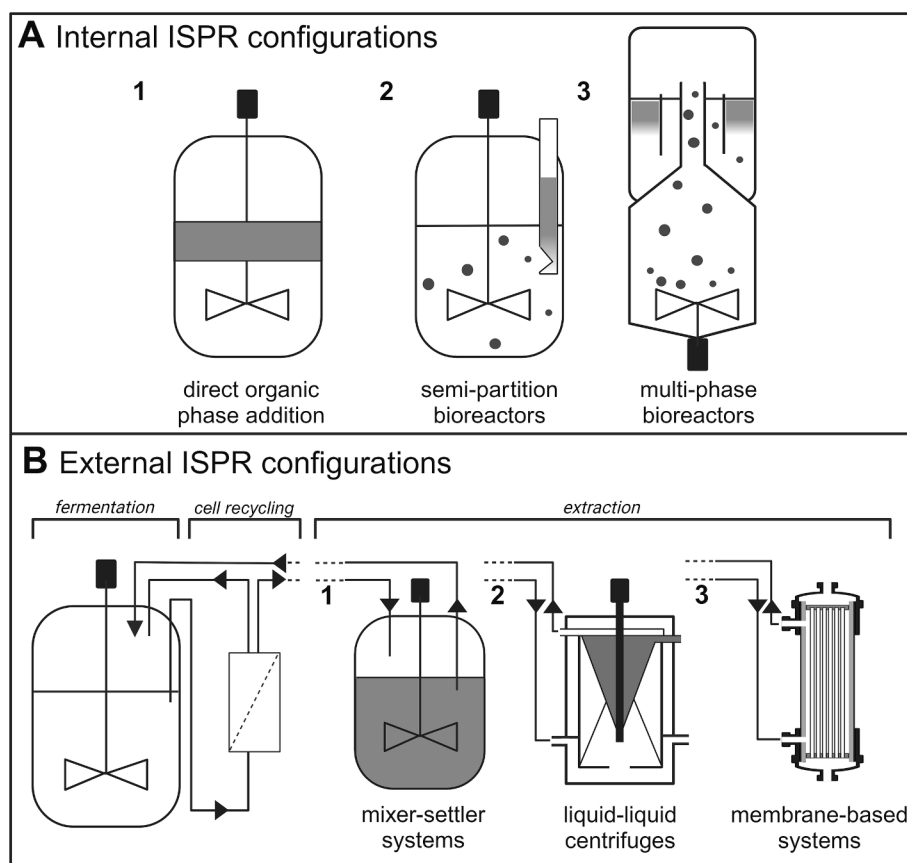 A Internal ISPR configurations
1
2
3
direct organic
phase addition
semi-partition
bioreactors
multi-phase
bioreactors
B External ISPR configurations
fermentation
cell recycling
extraction
1
2
3
mixer-settler
systems
liquid-liquid
centrifuges
membrane-based
systems